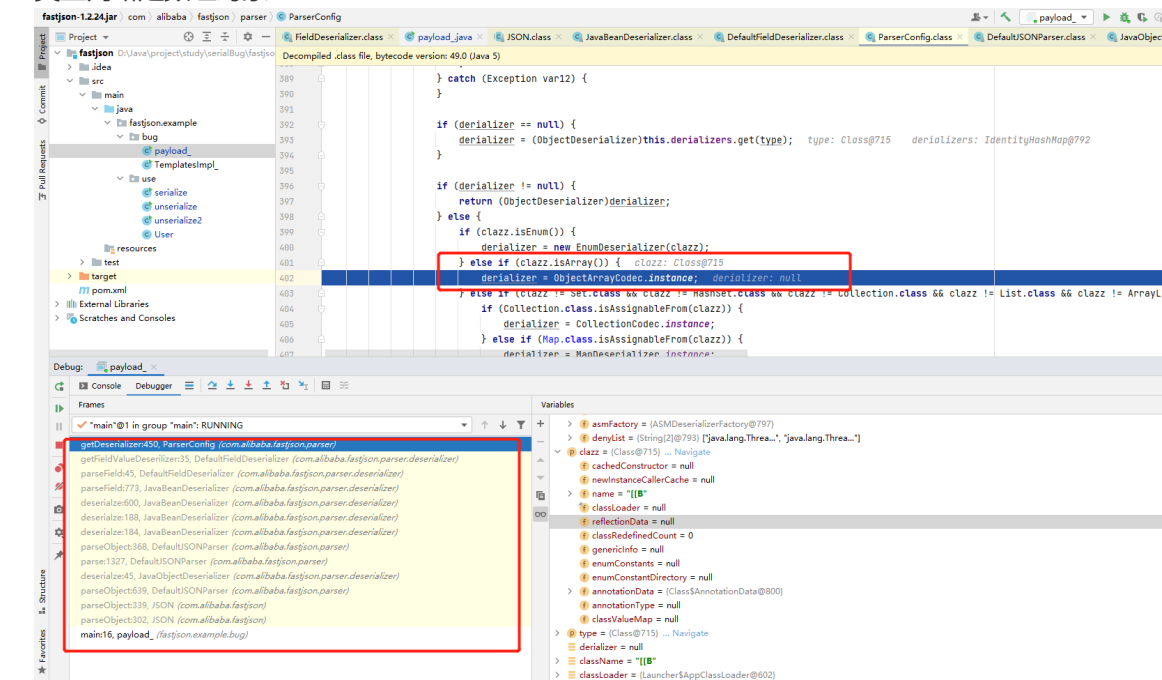 fastjson-1.2.24.jar com alibaba fastjson parser ParserConfig
payload_
Project
FieldDeserializer.class payload_.java JSON.class JavaBeanDeserializer.class DefaultFieldDeserializer.class ParserConfig.class DefaultJSONParser.class JavaObjec
fastjson D:\Java\project\study\serialBug\fastjso
Decompiled .class file, bytecode version: 49.0 (Java 5)
.idea
src
main
java
fastjson.example
bug
payload_
TemplatesImpl_
use
serialize
unserialize
unserialize2
User
resources
test
target
pom.xml
External Libraries
Scratches and Consoles
Project
Commit
Pull Requests
Structure
Favorites
389 } catch (Exception var12) {
390 }
391
392 if (derializer == null) {
393 derializer = (ObjectDeserializer)this.derializers.get(type); type: Class@715 derializers: IdentityHashMap@792
394 }
395
396 if (derializer != null) {
397 return (ObjectDeserializer)derializer;
398 } else {
399 if (clazz.isEnum()) {
400 derializer = new EnumDeserializer(clazz);
401 } else if (clazz.isArray()) { clazz: Class@715
402 derializer = ObjectArrayCodec.instance; derializer: null
403 } else if (clazz != Set.class && clazz != HashSet.class && clazz != Collection.class && clazz != List.class && clazz != ArrayL
404 if (Collection.class.isAssignableFrom(clazz)) {
405 derializer = CollectionCodec.instance;
406 } else if (Map.class.isAssignableFrom(clazz)) {
407 derializer = MapDeserializer.instance;
Debug: payload_
Console Debugger
Frames
"main"@1 in group "main": RUNNING
getDeserializer:450, ParserConfig (com.alibaba.fastjson.parser)
getFieldValueDeserilizer:35, DefaultFieldDeserializer (com.alibaba.fastjson.parser.deserializer)
parseField:45, DefaultFieldDeserializer (com.alibaba.fastjson.parser.deserializer)
parseField:773, JavaBeanDeserializer (com.alibaba.fastjson.parser.deserializer)
deserialze:600, JavaBeanDeserializer (com.alibaba.fastjson.parser.deserializer)
deserialze:188, JavaBeanDeserializer (com.alibaba.fastjson.parser.deserializer)
deserialze:184, JavaBeanDeserializer (com.alibaba.fastjson.parser.deserializer)
parseObject:368, DefaultJSONParser (com.alibaba.fastjson.parser)
parse:1327, DefaultJSONParser (com.alibaba.fastjson.parser)
deserialze:45, JavaObjectDeserializer (com.alibaba.fastjson.parser.deserializer)
parseObject:639, DefaultJSONParser (com.alibaba.fastjson.parser)
parseObject:339, JSON (com.alibaba.fastjson)
parseObject:302, JSON (com.alibaba.fastjson)
main:16, payload_ (fastjson.example.bug)
Variables
asmFactory = {ASMDeserializerFactory@797}
denyList = {String[2]@793} ["java.lang.Threa...", "java.lang.Threa..."]
clazz = {Class@715} ... Navigate
cachedConstructor = null
newInstanceCallerCache = null
name = "[[B"
classLoader = null
reflectionData = null
classRedefinedCount = 0
genericInfo = null
enumConstants = null
enumConstantDirectory = null
annotationData = {Class$AnnotationData@800}
annotationType = null
classValueMap = null
type = {Class@715} ... Navigate
derializer = null
className = "[[B"
classLoader = {Launcher$AppClassLoader@602}